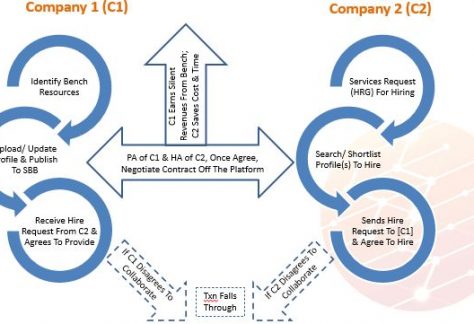 Company 1 (C1)
Company 2 (C2)
Identify Bench
Resources
Upload/ Update
Profile & Publish
To SBB
Receive Hire
Request From C2 &
Agrees To Provide
C1 Earns Silent
Revenues From Bench;
C2 Saves Cost & Time
PA of C1 & HA of C2, Once Agree,
Negotiate Contract Off The Platform
Services Request
(HRG) For Hiring
Search/ Shortlist
Profile(s) To Hire
Sends Hire
Request To [C1]
& Agree To Hire
If C1 Disagrees To
Collaborate
Txn Falls
Through
If C2 Disagrees To
Collaborate